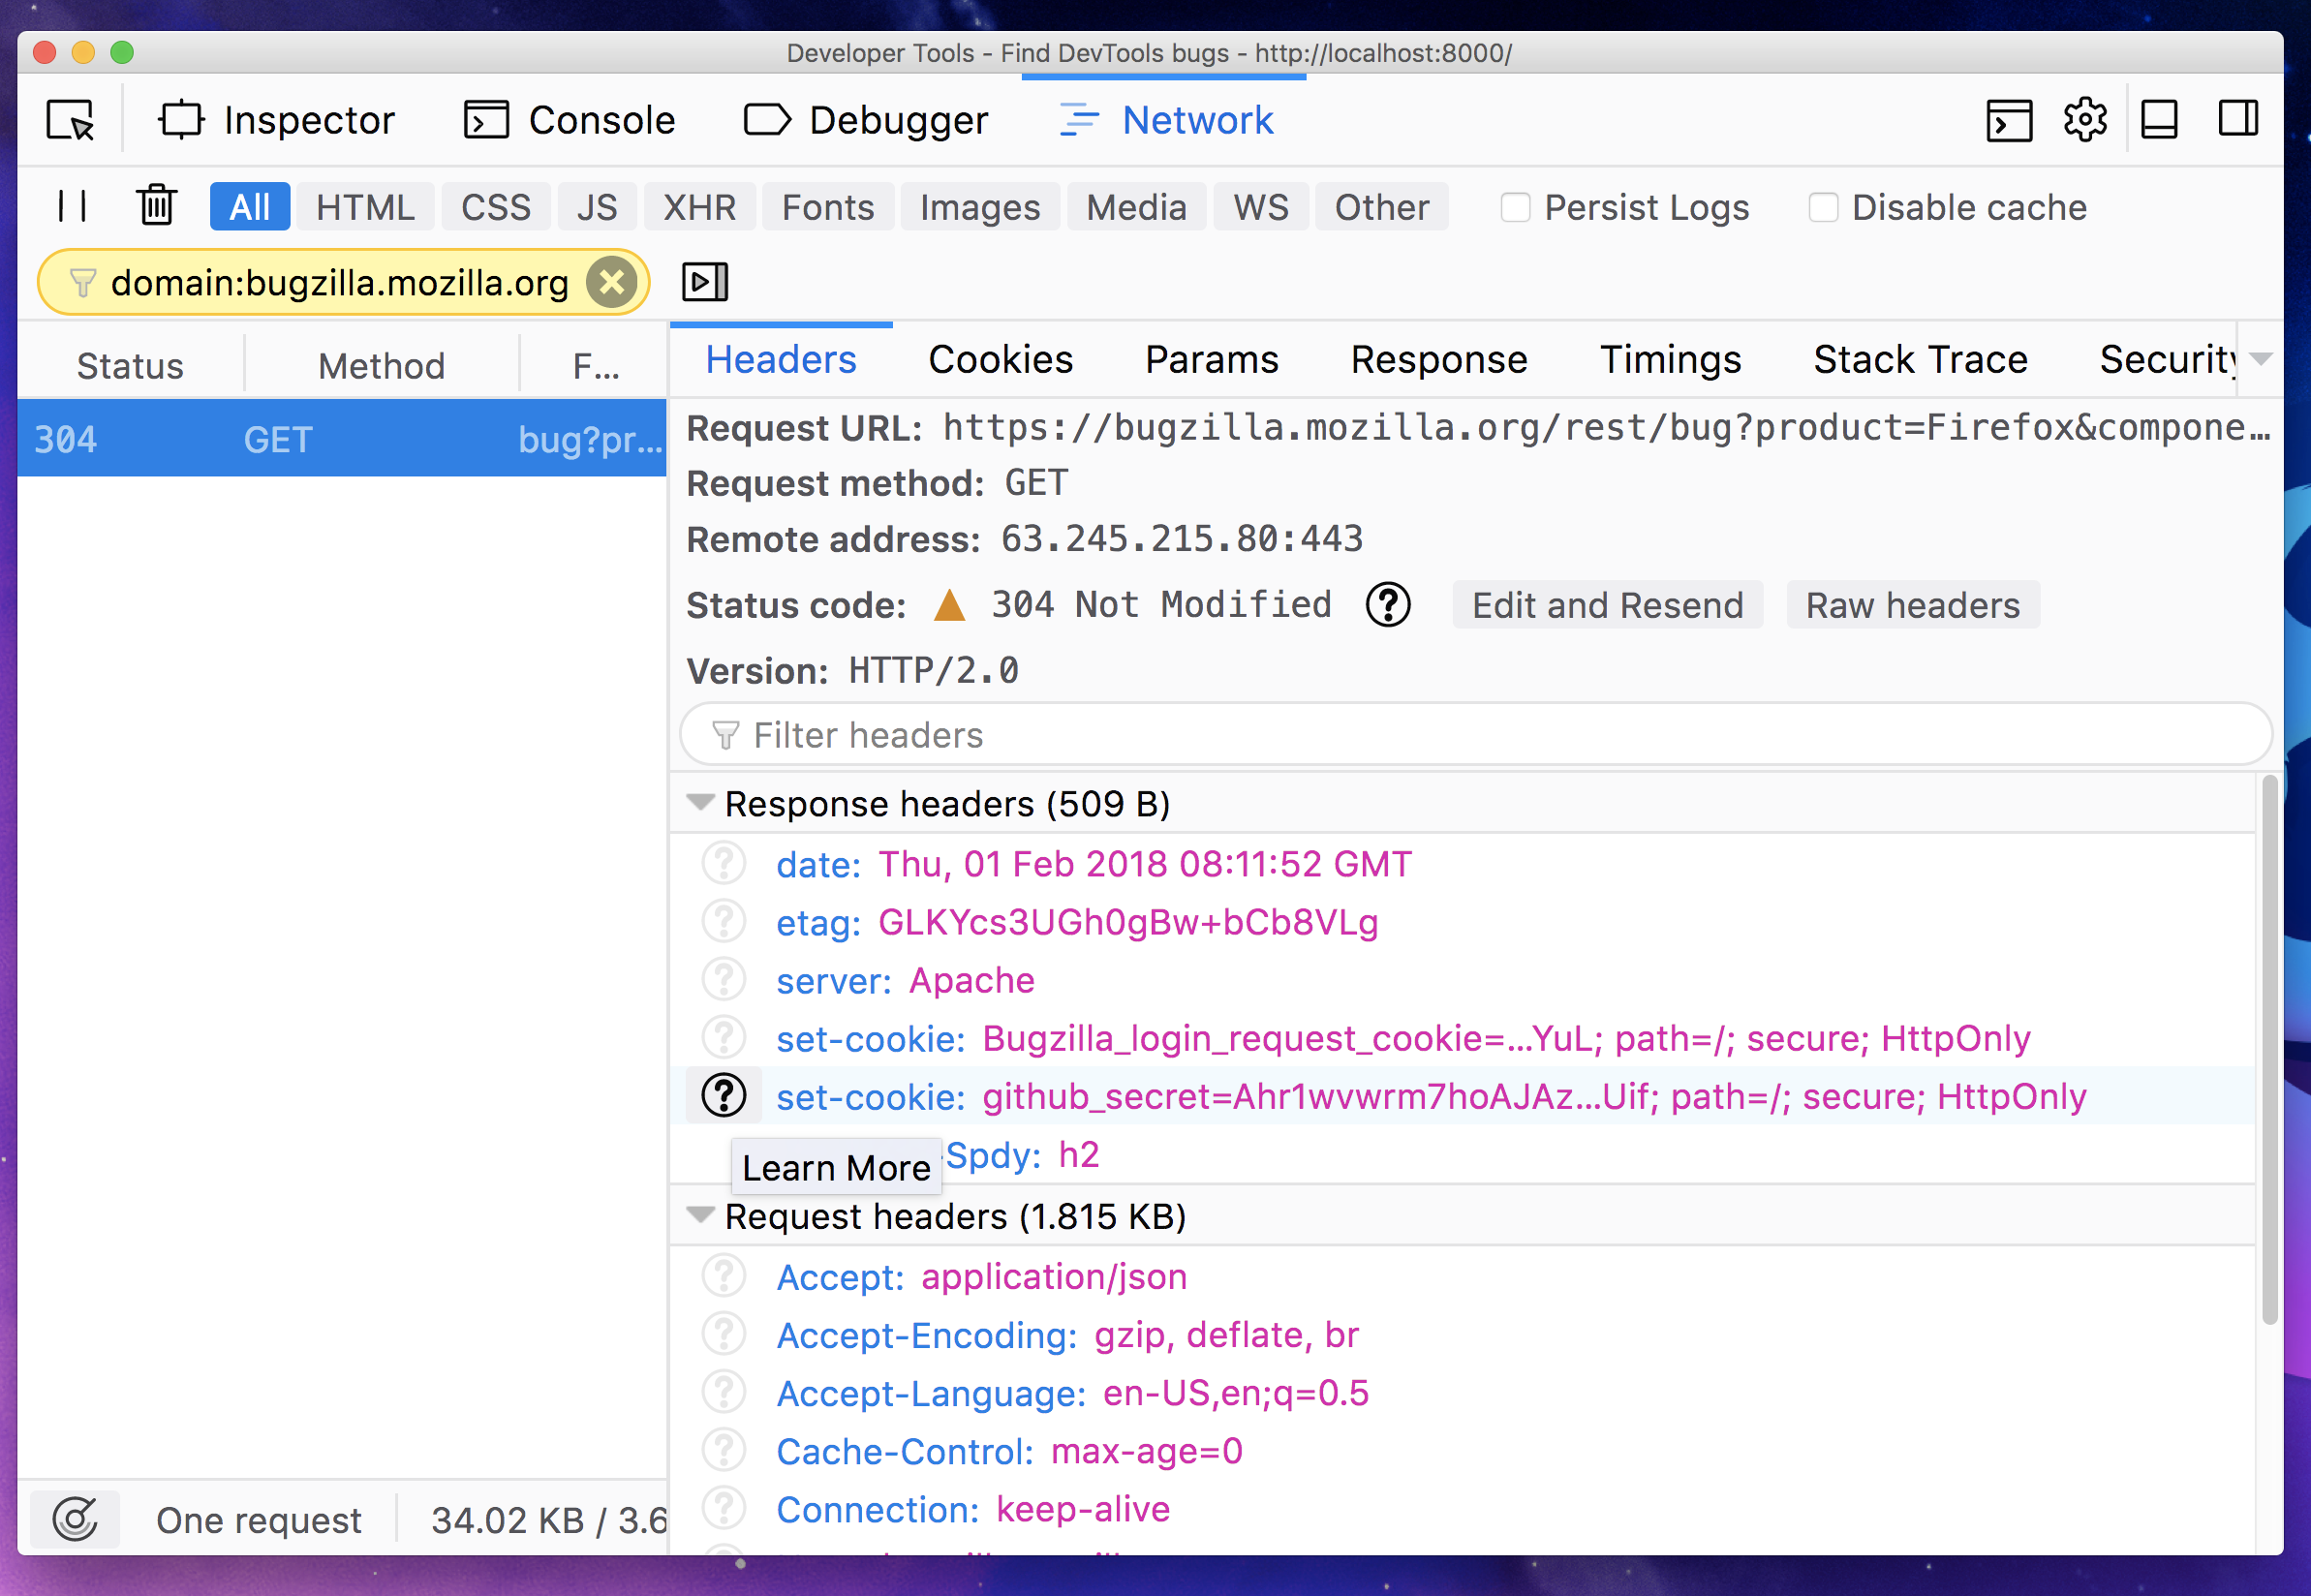 Developer Tools - Find DevTools bugs - http://localhost:8000/
Inspector Console Debugger Network
All HTML CSS JS XHR Fonts Images Media WS Other Persist Logs Disable cache
domain:bugzilla.mozilla.org
Status Method F...
304 GET bug?pr...
Headers Cookies Params Response Timings Stack Trace Security
Request URL: https://bugzilla.mozilla.org/rest/bug?product=Firefox&compone…
Request method: GET
Remote address: 63.245.215.80:443
Status code: 304 Not Modified Edit and Resend Raw headers
Version: HTTP/2.0
Filter headers
Response headers (509 B)
date: Thu, 01 Feb 2018 08:11:52 GMT
etag: GLKYcs3UGh0gBw+bCb8VLg
server: Apache
set-cookie: Bugzilla_login_request_cookie=…YuL; path=/; secure; HttpOnly
set-cookie: github_secret=Ahr1wvwrm7hoAJAz…Uif; path=/; secure; HttpOnly
Learn More -Spdy: h2
Request headers (1.815 KB)
Accept: application/json
Accept-Encoding: gzip, deflate, br
Accept-Language: en-US,en;q=0.5
Cache-Control: max-age=0
Connection: keep-alive
One request 34.02 KB / 3.6